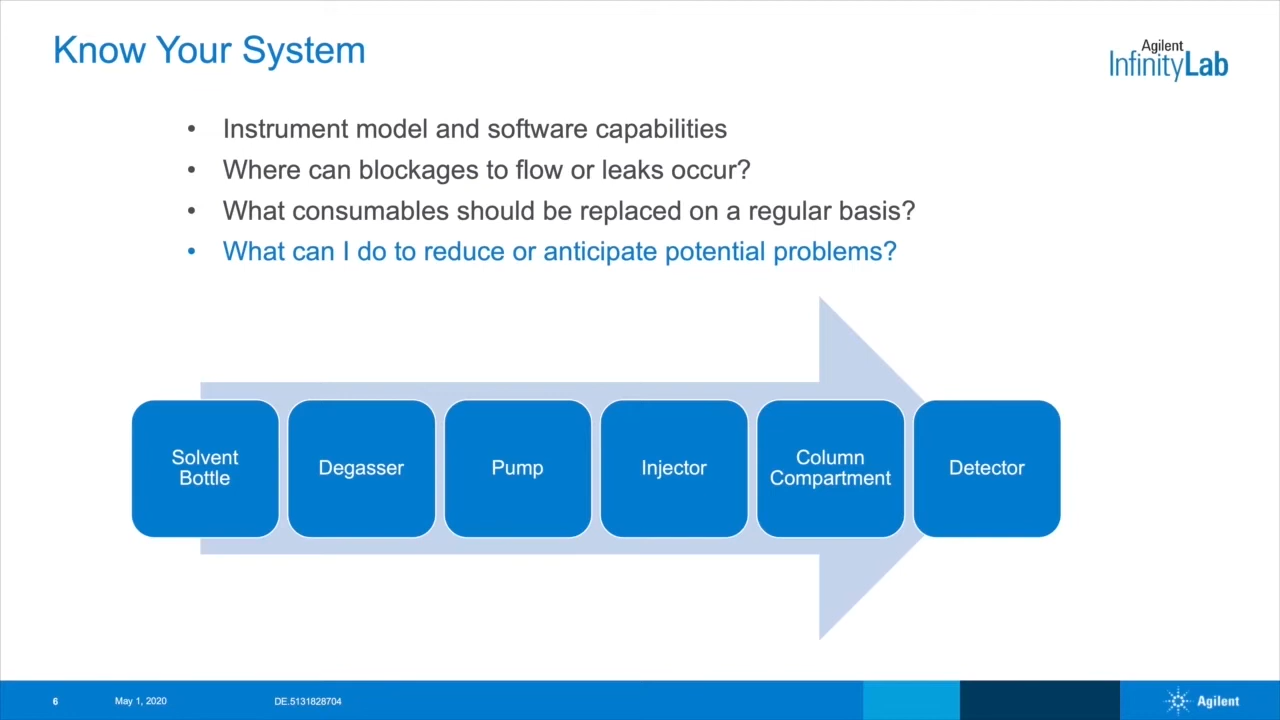 Know Your System
Agilent
InfinityLab
• Instrument model and software capabilities
• Where can blockages to flow or leaks occur?
• What consumables should be replaced on a regular basis?
• What can I do to reduce or anticipate potential problems?
Solvent
Bottle
Degasser
Pump
Injector
Column
Compartment
Detector
6
May 1, 2020
DE.5131828704
Agilent